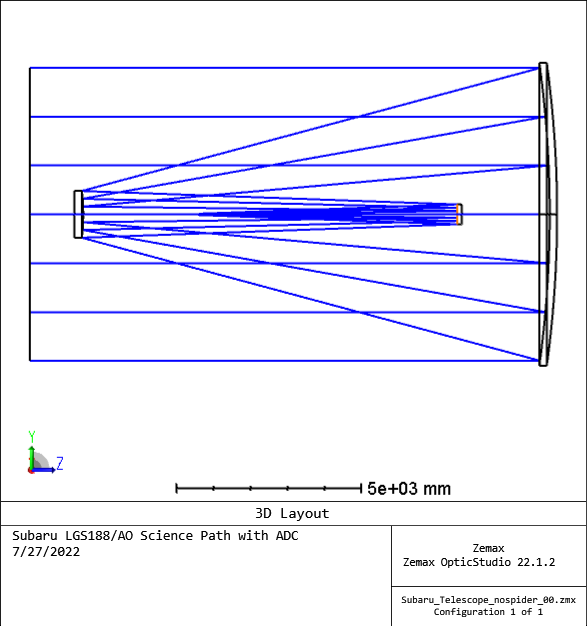 Y
Z
5e+03 mm
3D Layout
Subaru LGS188/AO Science Path with ADC
7/27/2022
Zemax
Zemax OpticStudio 22.1.2
Subaru_Telescope_nospider_00.zmx
Configuration 1 of 1